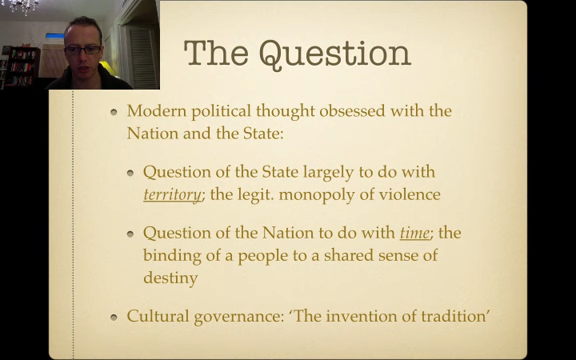 The Question
Modern political thought obsessed with the
Nation and the State:
Question of the State largely to do with
territory; the legit. monopoly of violence
Question of the Nation to do with time; the
binding of a people to a shared sense of
destiny
Cultural governance: ‘The invention of tradition’